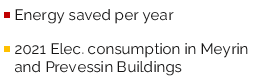 Energy saved per year
2021 Elec. consumption in Meyrin
and Prevessin Buildings